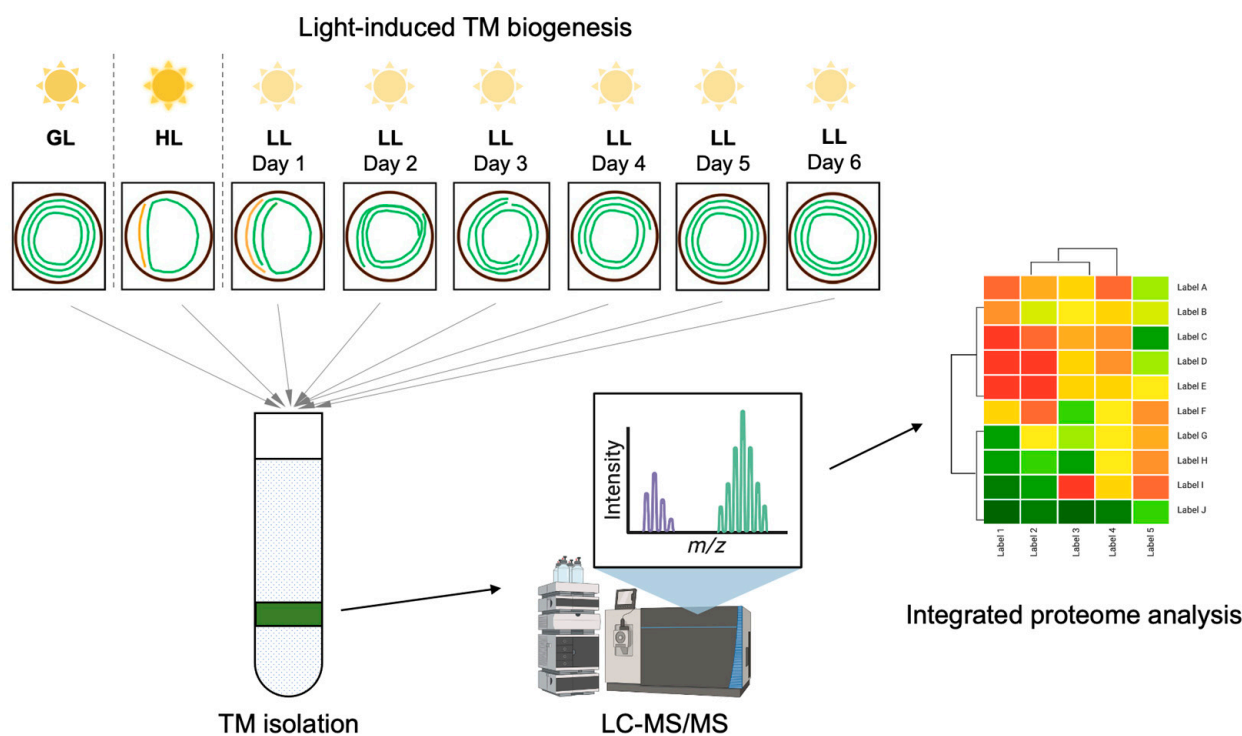 Light-induced TM biogenesis
GL
HL
LL
Day 1
LL
Day 2
LL
Day 3
LL
Day 4
LL
Day 5
LL
Day 6
Label A
Label B
Label C
Label D
Label E
Label F
Label G
Label H
Label I
Label J
Label 1
Label 2
Label 3
Label 4
Label 5
Intensity
m/z
Integrated proteome analysis
TM isolation
LC-MS/MS